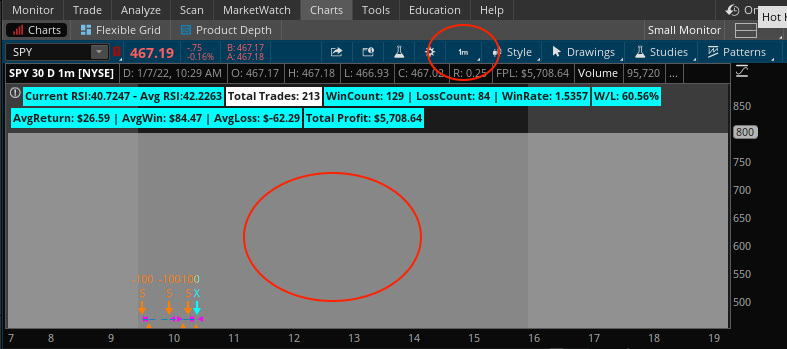 Monitor Trade Analyze Scan MarketWatch Charts Tools Education Help On
Hot K
Charts Flexible Grid Product Depth Small Monitor
SPY 467.19 -.75 B: 467.17
-0.16% A: 467.18
1m Style Drawings Studies Patterns
SPY 30 D 1m [NYSE] D: 1/7/22, 10:29 AM O: 467.17 H: 467.18 L: 466.93 C: 467.02 R: 0.25 FPL: $5,708.64 Volume 95,720 ...
Current RSI:40.7247 - Avg RSI:42.2263 Total Trades: 213 WinCount: 129 | LossCount: 84 | WinRate: 1.5357 W/L: 60.56%
AvgReturn: $26.59 | AvgWin: $84.47 | AvgLoss: $-62.29 Total Profit: $5,708.64
850
800
750
700
650
600
550
500
-100 -100 0
S S S X
7 8 9 10 11 12 13 14 15 16 17 18 19